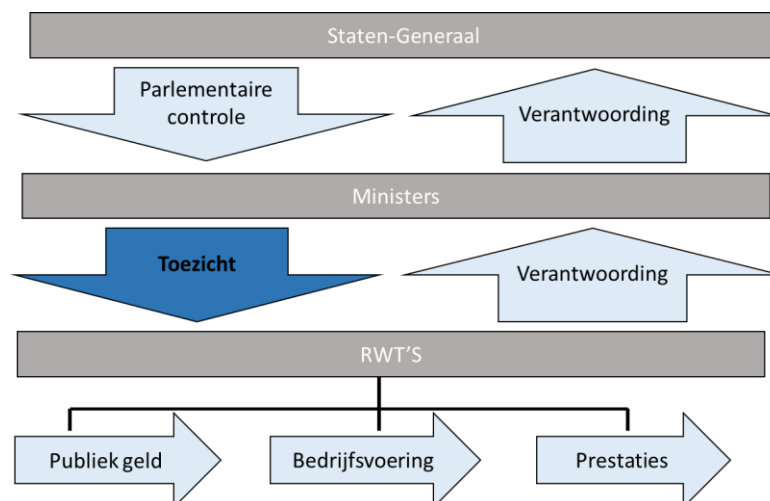 Staten-Generaal
Parlementaire
controle
Verantwoording
Ministers
Toezicht
Verantwoording
RWT'S
Publiek geld
Bedrijfsvoering
Prestaties